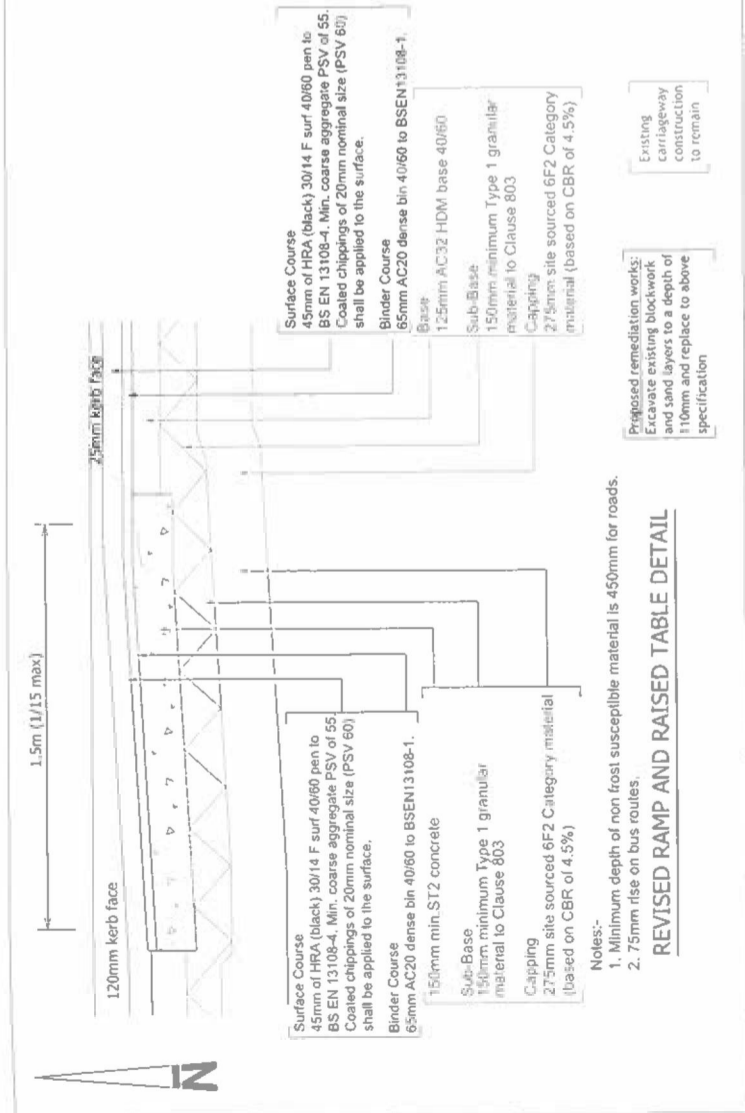 1.5m (1/15 max)
120mm kerb face
25mm kerb face
N
Surface Course
45mm of HRA (black) 30/14 F surf 40/60 pen to
BS EN 13108-4. Min. coarse aggregate PSV of 55.
Coated chippings of 20mm nominal size (PSV 60)
shall be applied to the surface.
Binder Course
65mm AC20 dense bin 40/60 to BSEN13108-1.
150mm min.ST2 concrete
Sub-Base
150mm minimum Type 1 granular
material to Clause 803
Capping
275mm site sourced 6F2 Category material
(based on CBR of 4.5%)
Surface Course
45mm of HRA (black) 30/14 F surf 40/60 pen to
BS EN 13108-4. Min. coarse aggregate PSV of 55.
Coated chippings of 20mm nominal size (PSV 60)
shall be applied to the surface.
Binder Course
65mm AC20 dense bin 40/60 to BSEN13108-1.
Base
125mm AC32 HDM base 40/60
Sub-Base
150mm minimum Type 1 granular
material to Clause 803
Capping
275mm site sourced 6F2 Category
material (based on CBR of 4.5%)
Notes:-
1. Minimum depth of non frost susceptible material is 450mm for roads.
2. 75mm rise on bus routes.
REVISED RAMP AND RAISED TABLE DETAIL
Proposed remediation works:
Excavate existing blockwork
and sand layers to a depth of
110mm and replace to above
specification
Existing
carriageway
construction
to remain